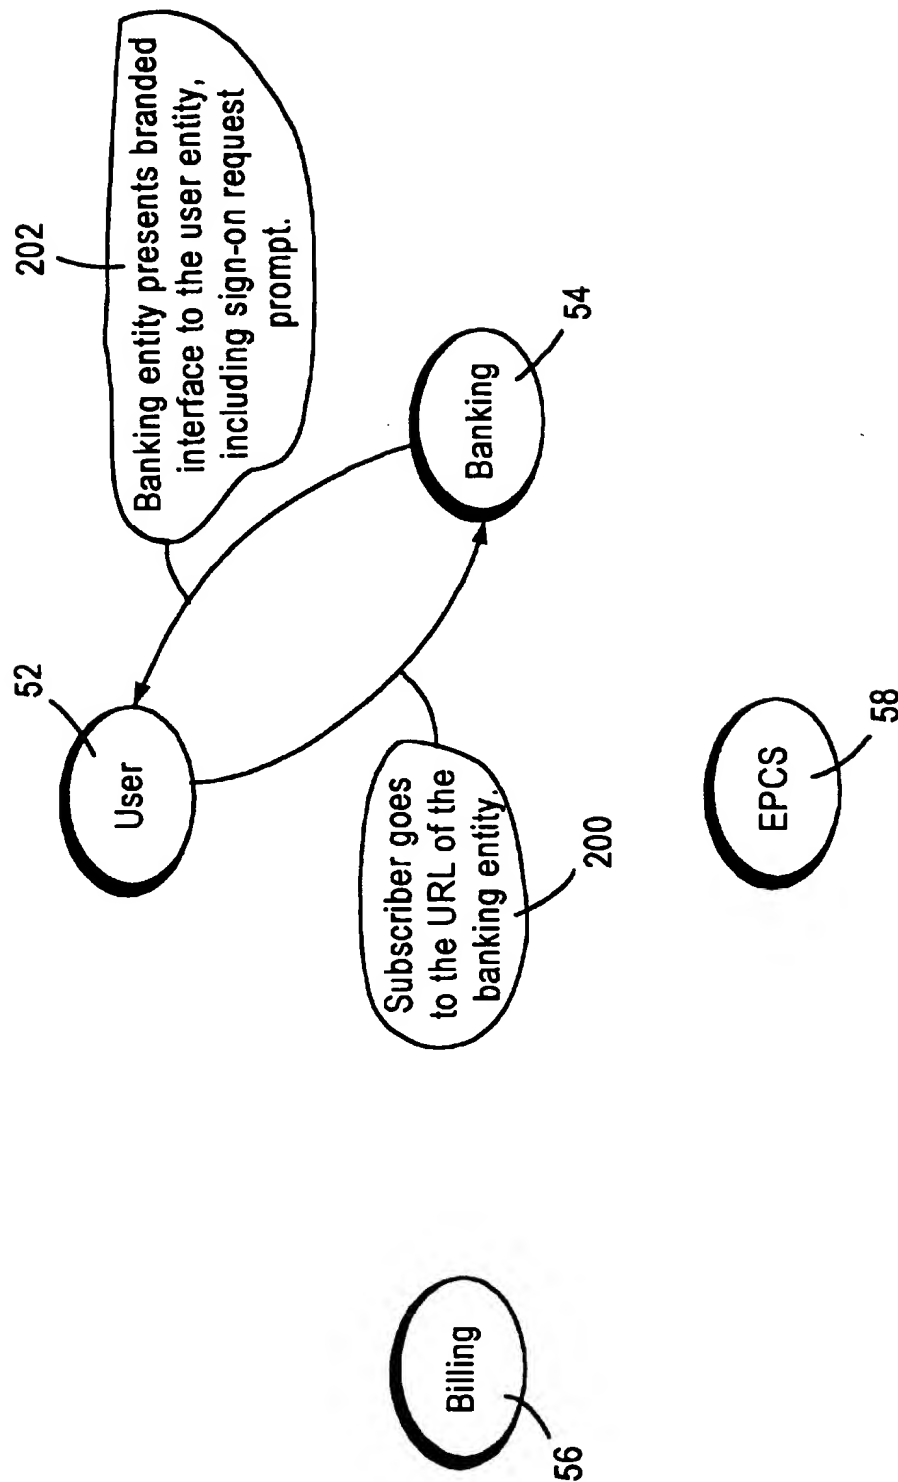 202
Banking entity presents branded
interface to the user entity,
including sign-on request
prompt.
52
User
Banking
54
Subscriber goes
to the URL of the
banking entity.
200
EPCS
58
Billing
56